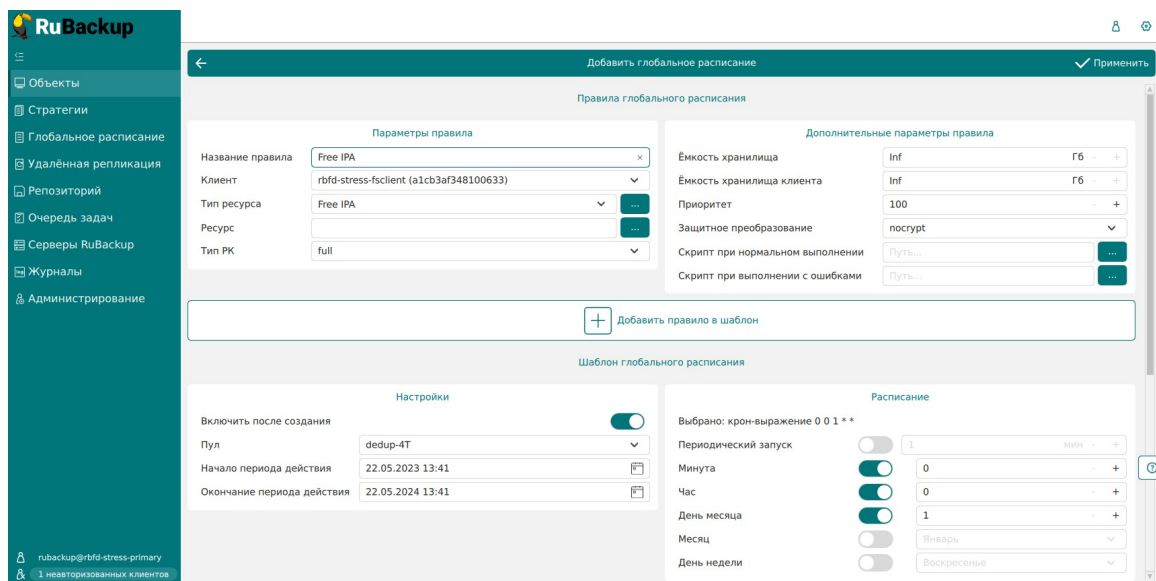 RuBackup
Объекты
Стратегии
Глобальное расписание
Удалённая репликация
Репозиторий
Очередь задач
Серверы RuBackup
Журналы
Администрирование
rubackup@rbfd-stress-primary
1 неавторизованных клиентов
Добавить глобальное расписание
Применить
Правила глобального расписания
Параметры правила
Название правила Free IPA
Клиент rbfd-stress-fsclient (a1cb3af348100633)
Тип ресурса Free IPA ...
Ресурс ...
Тип РК full
Дополнительные параметры правила
Ёмкость хранилища Inf Гб - +
Ёмкость хранилища клиента Inf Гб - +
Приоритет 100 - +
Защитное преобразование nocrypt
Скрипт при нормальном выполнении Путь... ...
Скрипт при выполнении с ошибками Путь... ...
Добавить правило в шаблон
Шаблон глобального расписания
Настройки
Включить после создания
Пул dedup-4T
Начало периода действия 22.05.2023 13:41
Окончание периода действия 22.05.2024 13:41
Расписание
Выбрано: крон-выражение 0 0 1 * *
Периодический запуск 1 мин - +
Минута 0 - +
Час 0 - +
День месяца 1 - +
Месяц Январь
День недели Воскресенье